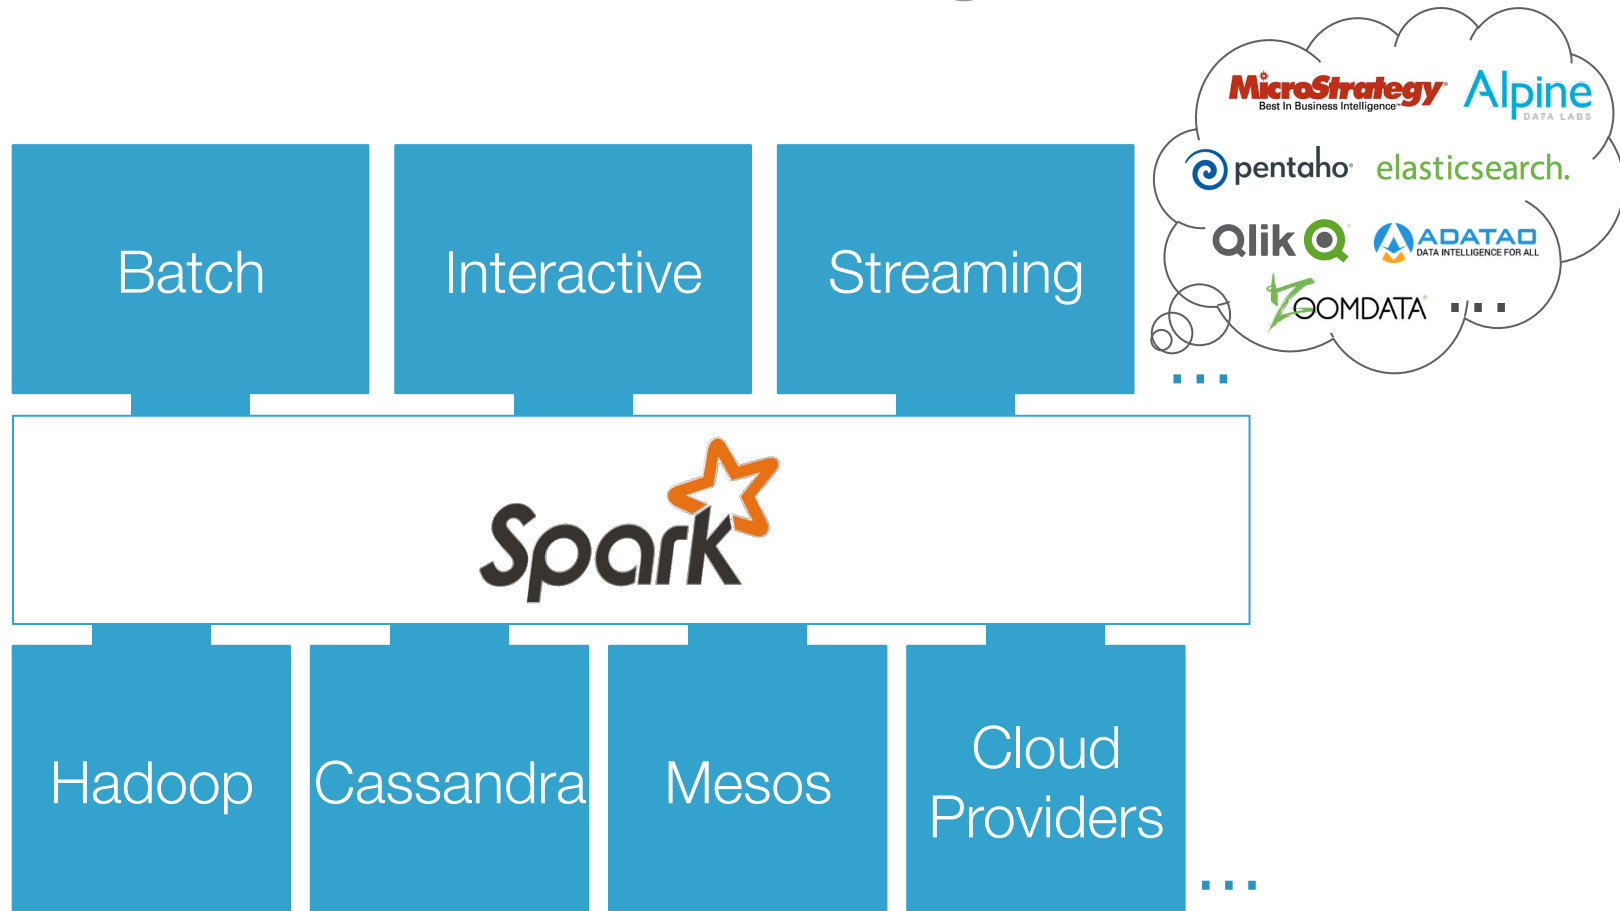 MicroStrategy
Best In Business Intelligence
Alpine
DATA LABS
pentaho
elasticsearch.
Qlik Q
ADATAO
DATA INTELLIGENCE FOR ALL
ZOOMDATA
...
Batch
Interactive
Streaming
...
Spark
Hadoop
Cassandra
Mesos
Cloud
Providers
...